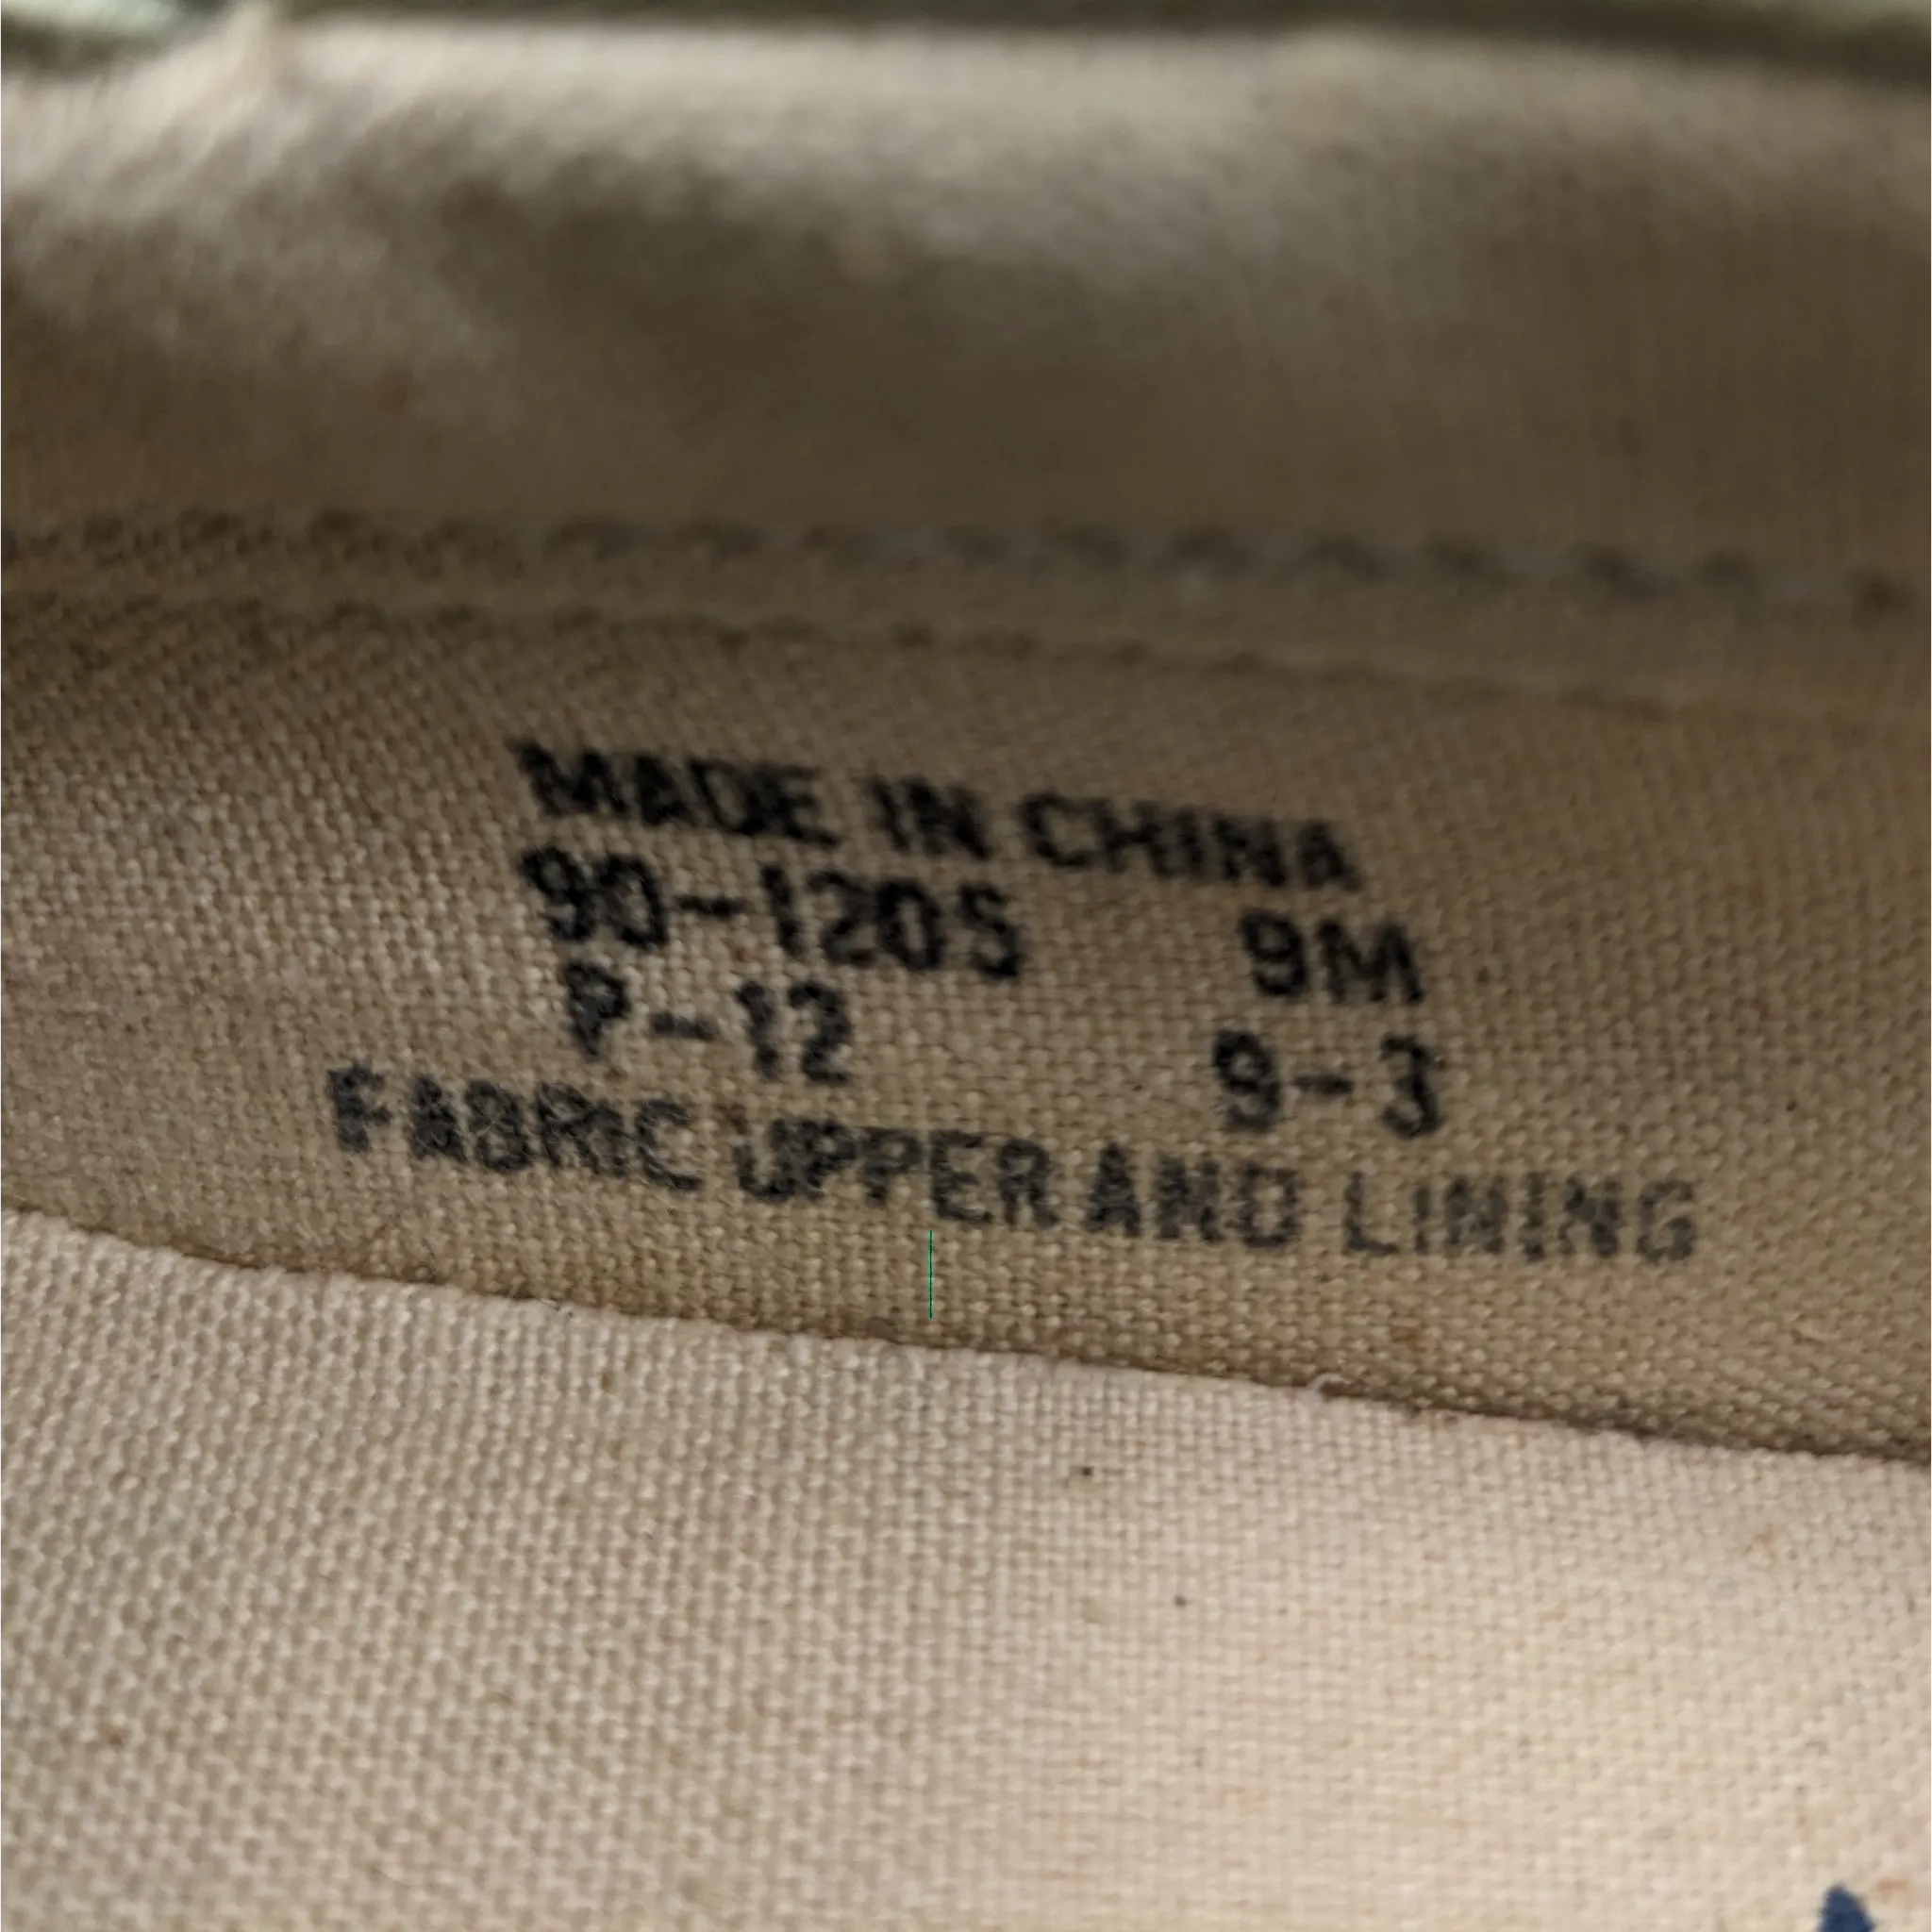 MADE IN CHINA
90-120S 9M
P-12 9-3
FABRIC UPPER AND LINING